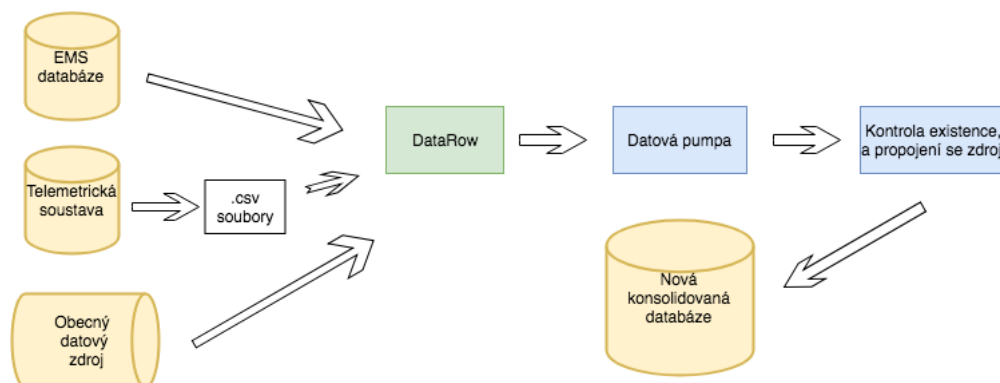 EMS
databáze
Telemetrická
soustava
.csv
soubory
Obecný
datový
zdroj
DataRow
Datová pumpa
Kontrola existence,
a propojení se zdroj
Nová
konsolidovaná
databáze